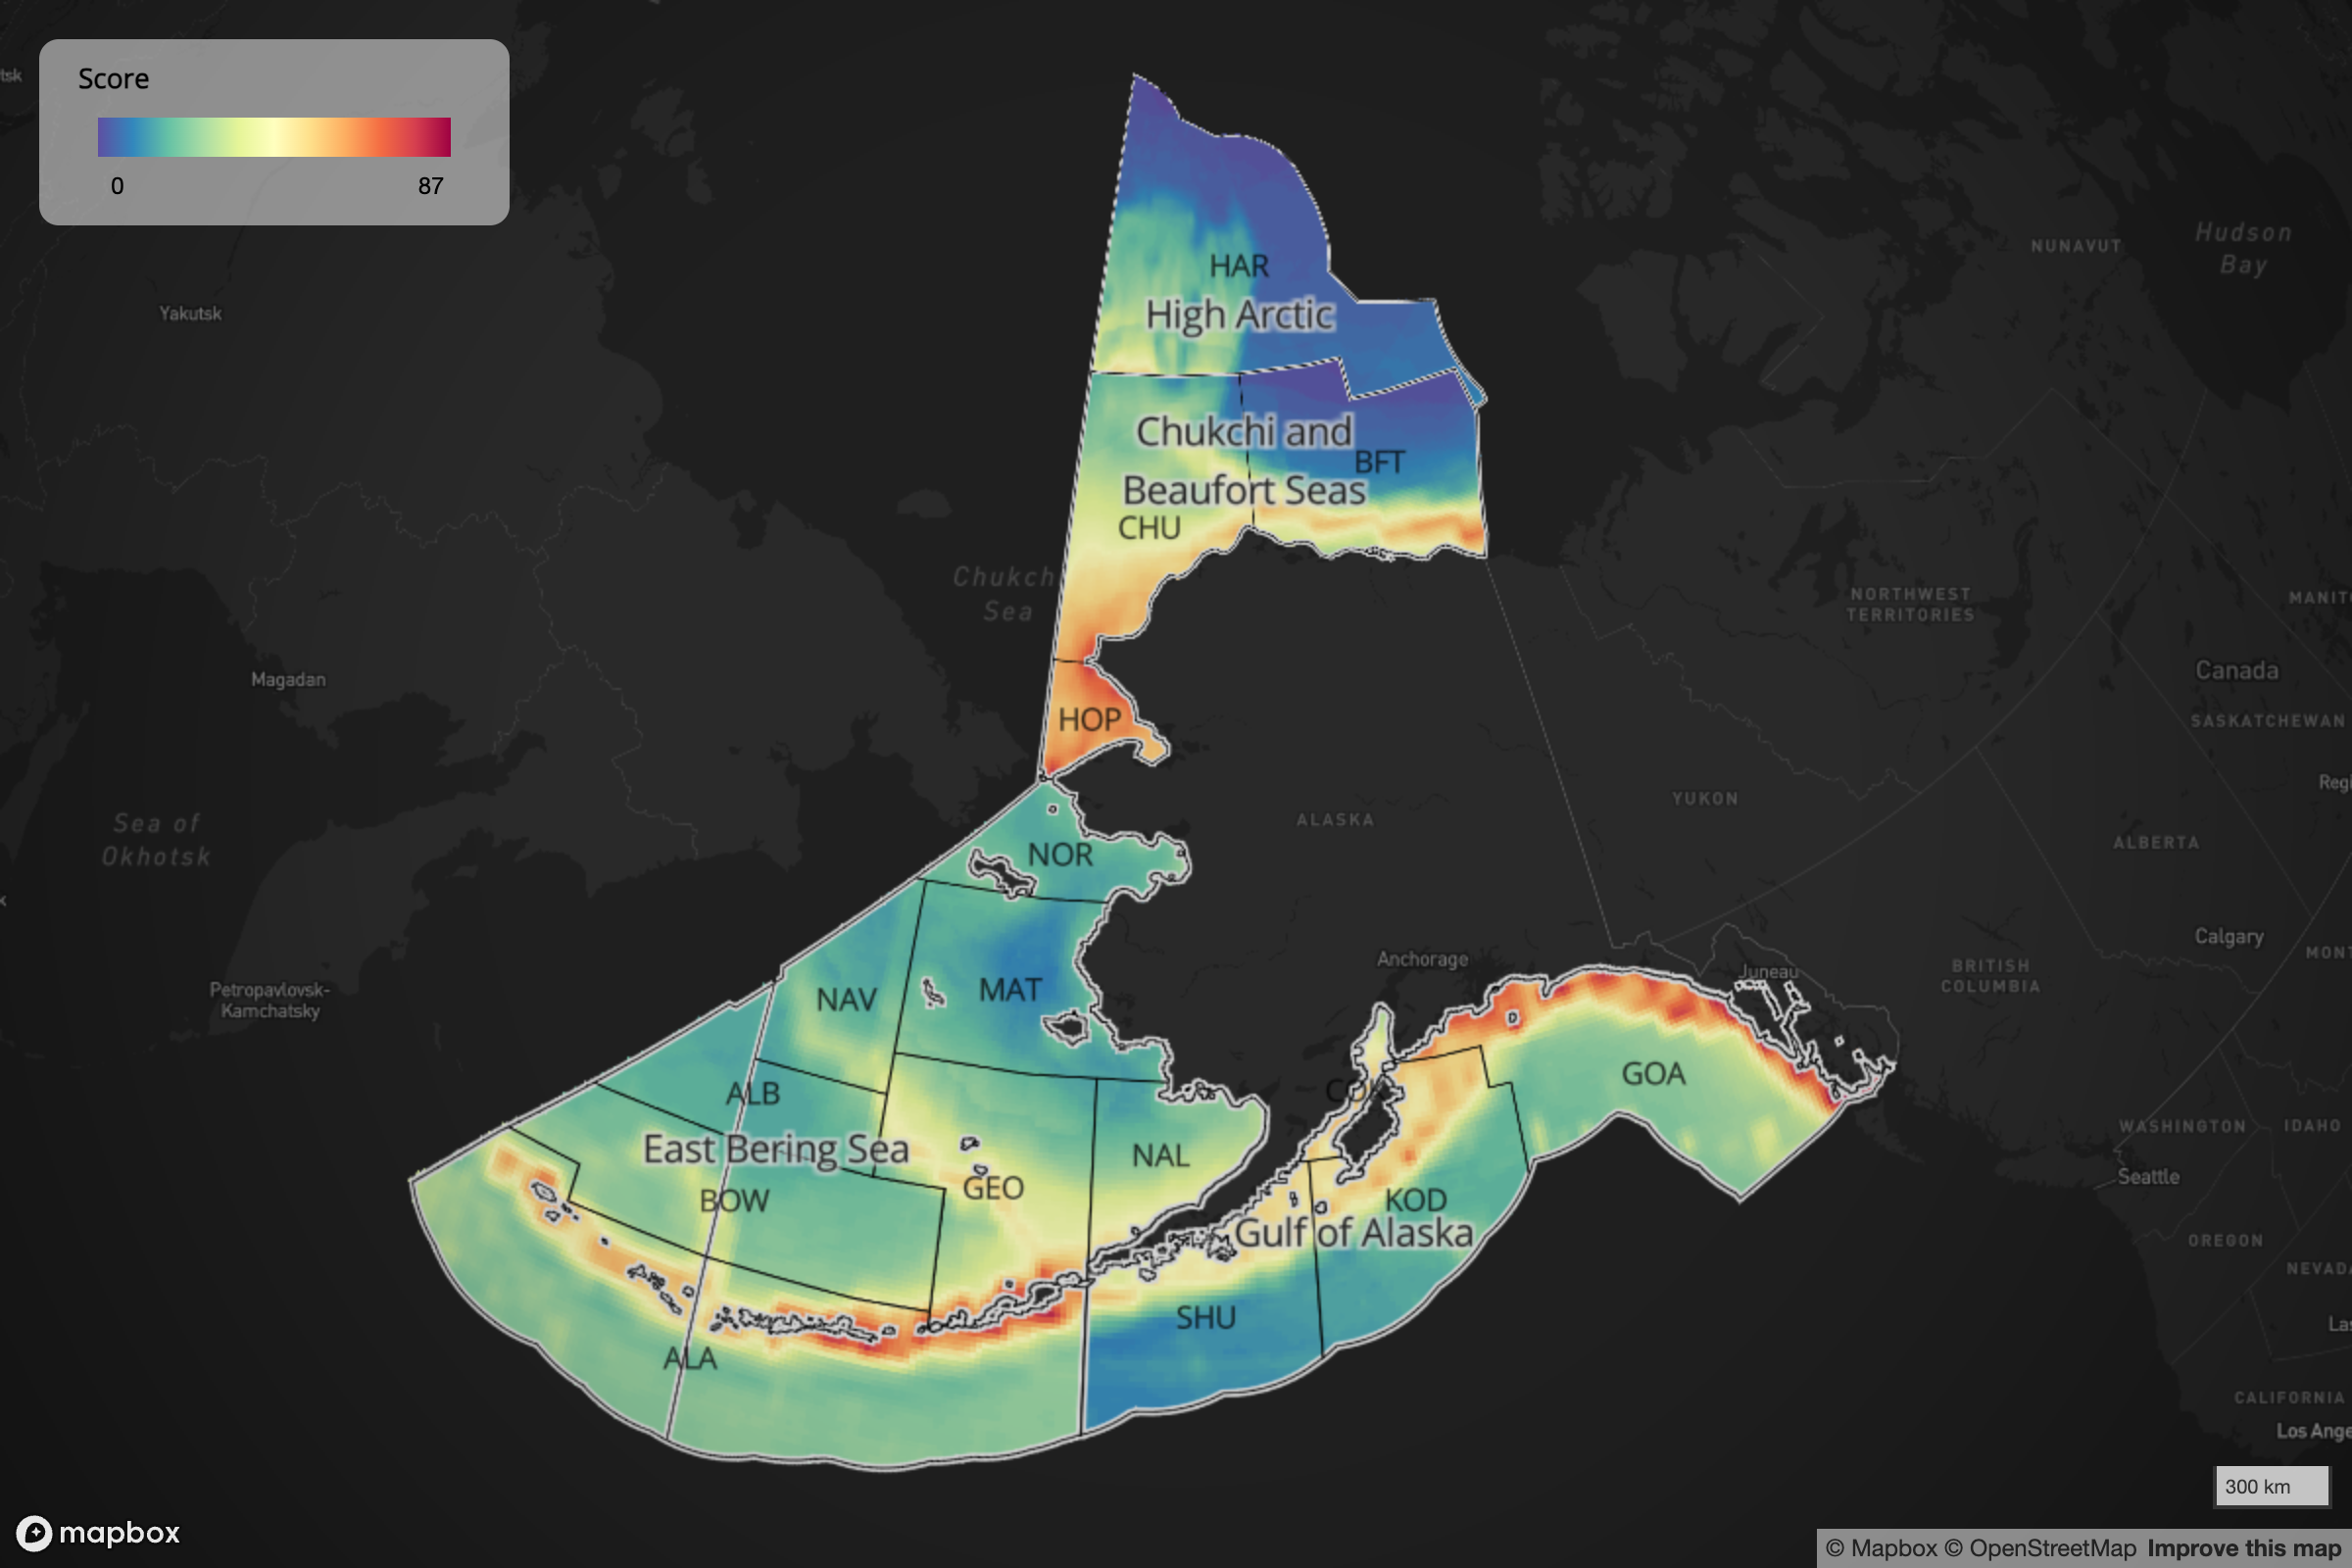 Score
0 87
tsk
Yakutsk
Magadan
Sea of
Okhotsk
Petropavlovsk-
Kamchatsky
Chukch
Sea
HAR
High Arctic
Chukchi and
BFT
Beaufort Seas
CHU
HOP
NOR
NAV
MAT
ALB
East Bering Sea
BOW
GEO
NAL
ALA
SHU
KOD
Gulf of Alaska
GOA
ALASKA
Anchorage
Juneau
YUKON
NUNAVUT
Hudson
Bay
NORTHWEST
TERRITORIES
MANIT
Canada
SASKATCHEWAN
Regi
ALBERTA
Calgary
MONT
BRITISH
COLUMBIA
WASHINGTON
IDAHO
Seattle
OREGON
NEVADA
Las
CALIFORNIA
Los Ange
300 km
mapbox
© Mapbox © OpenStreetMap Improve this map